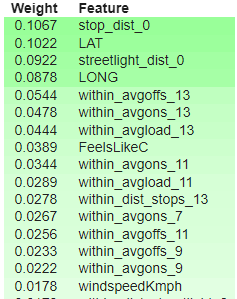 Weight Feature
0.1067 stop_dist_0
0.1022 LAT
0.0922 streetlight_dist_0
0.0878 LONG
0.0544 within_avgoffs_13
0.0478 within_avgons_13
0.0444 within_avgload_13
0.0389 FeelsLikeC
0.0344 within_avgons_11
0.0289 within_avgload_11
0.0278 within_dist_stops_13
0.0267 within_avgons_7
0.0256 within_avgoffs_11
0.0233 within_avgoffs_9
0.0222 within_avgons_9
0.0178 windspeedKmph